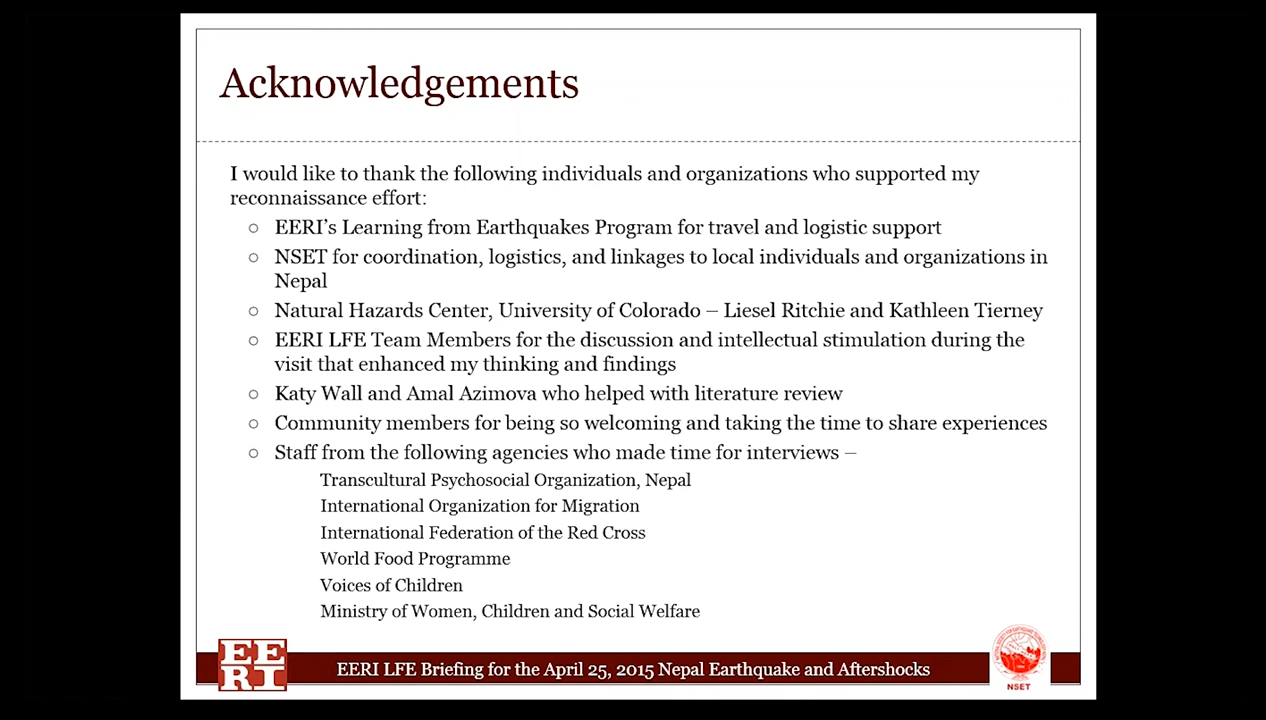 Acknowledgements
I would like to thank the following individuals and organizations who supported my
reconnaissance effort:
○ EERI’s Learning from Earthquakes Program for travel and logistic support
○ NSET for coordination, logistics, and linkages to local individuals and organizations in
Nepal
○ Natural Hazards Center, University of Colorado – Liesel Ritchie and Kathleen Tierney
○ EERI LFE Team Members for the discussion and intellectual stimulation during the
visit that enhanced my thinking and findings
○ Katy Wall and Amal Azimova who helped with literature review
○ Community members for being so welcoming and taking the time to share experiences
○ Staff from the following agencies who made time for interviews –
Transcultural Psychosocial Organization, Nepal
International Organization for Migration
International Federation of the Red Cross
World Food Programme
Voices of Children
Ministry of Women, Children and Social Welfare
EE
RI
EERI LFE Briefing for the April 25, 2015 Nepal Earthquake and Aftershocks
NSET